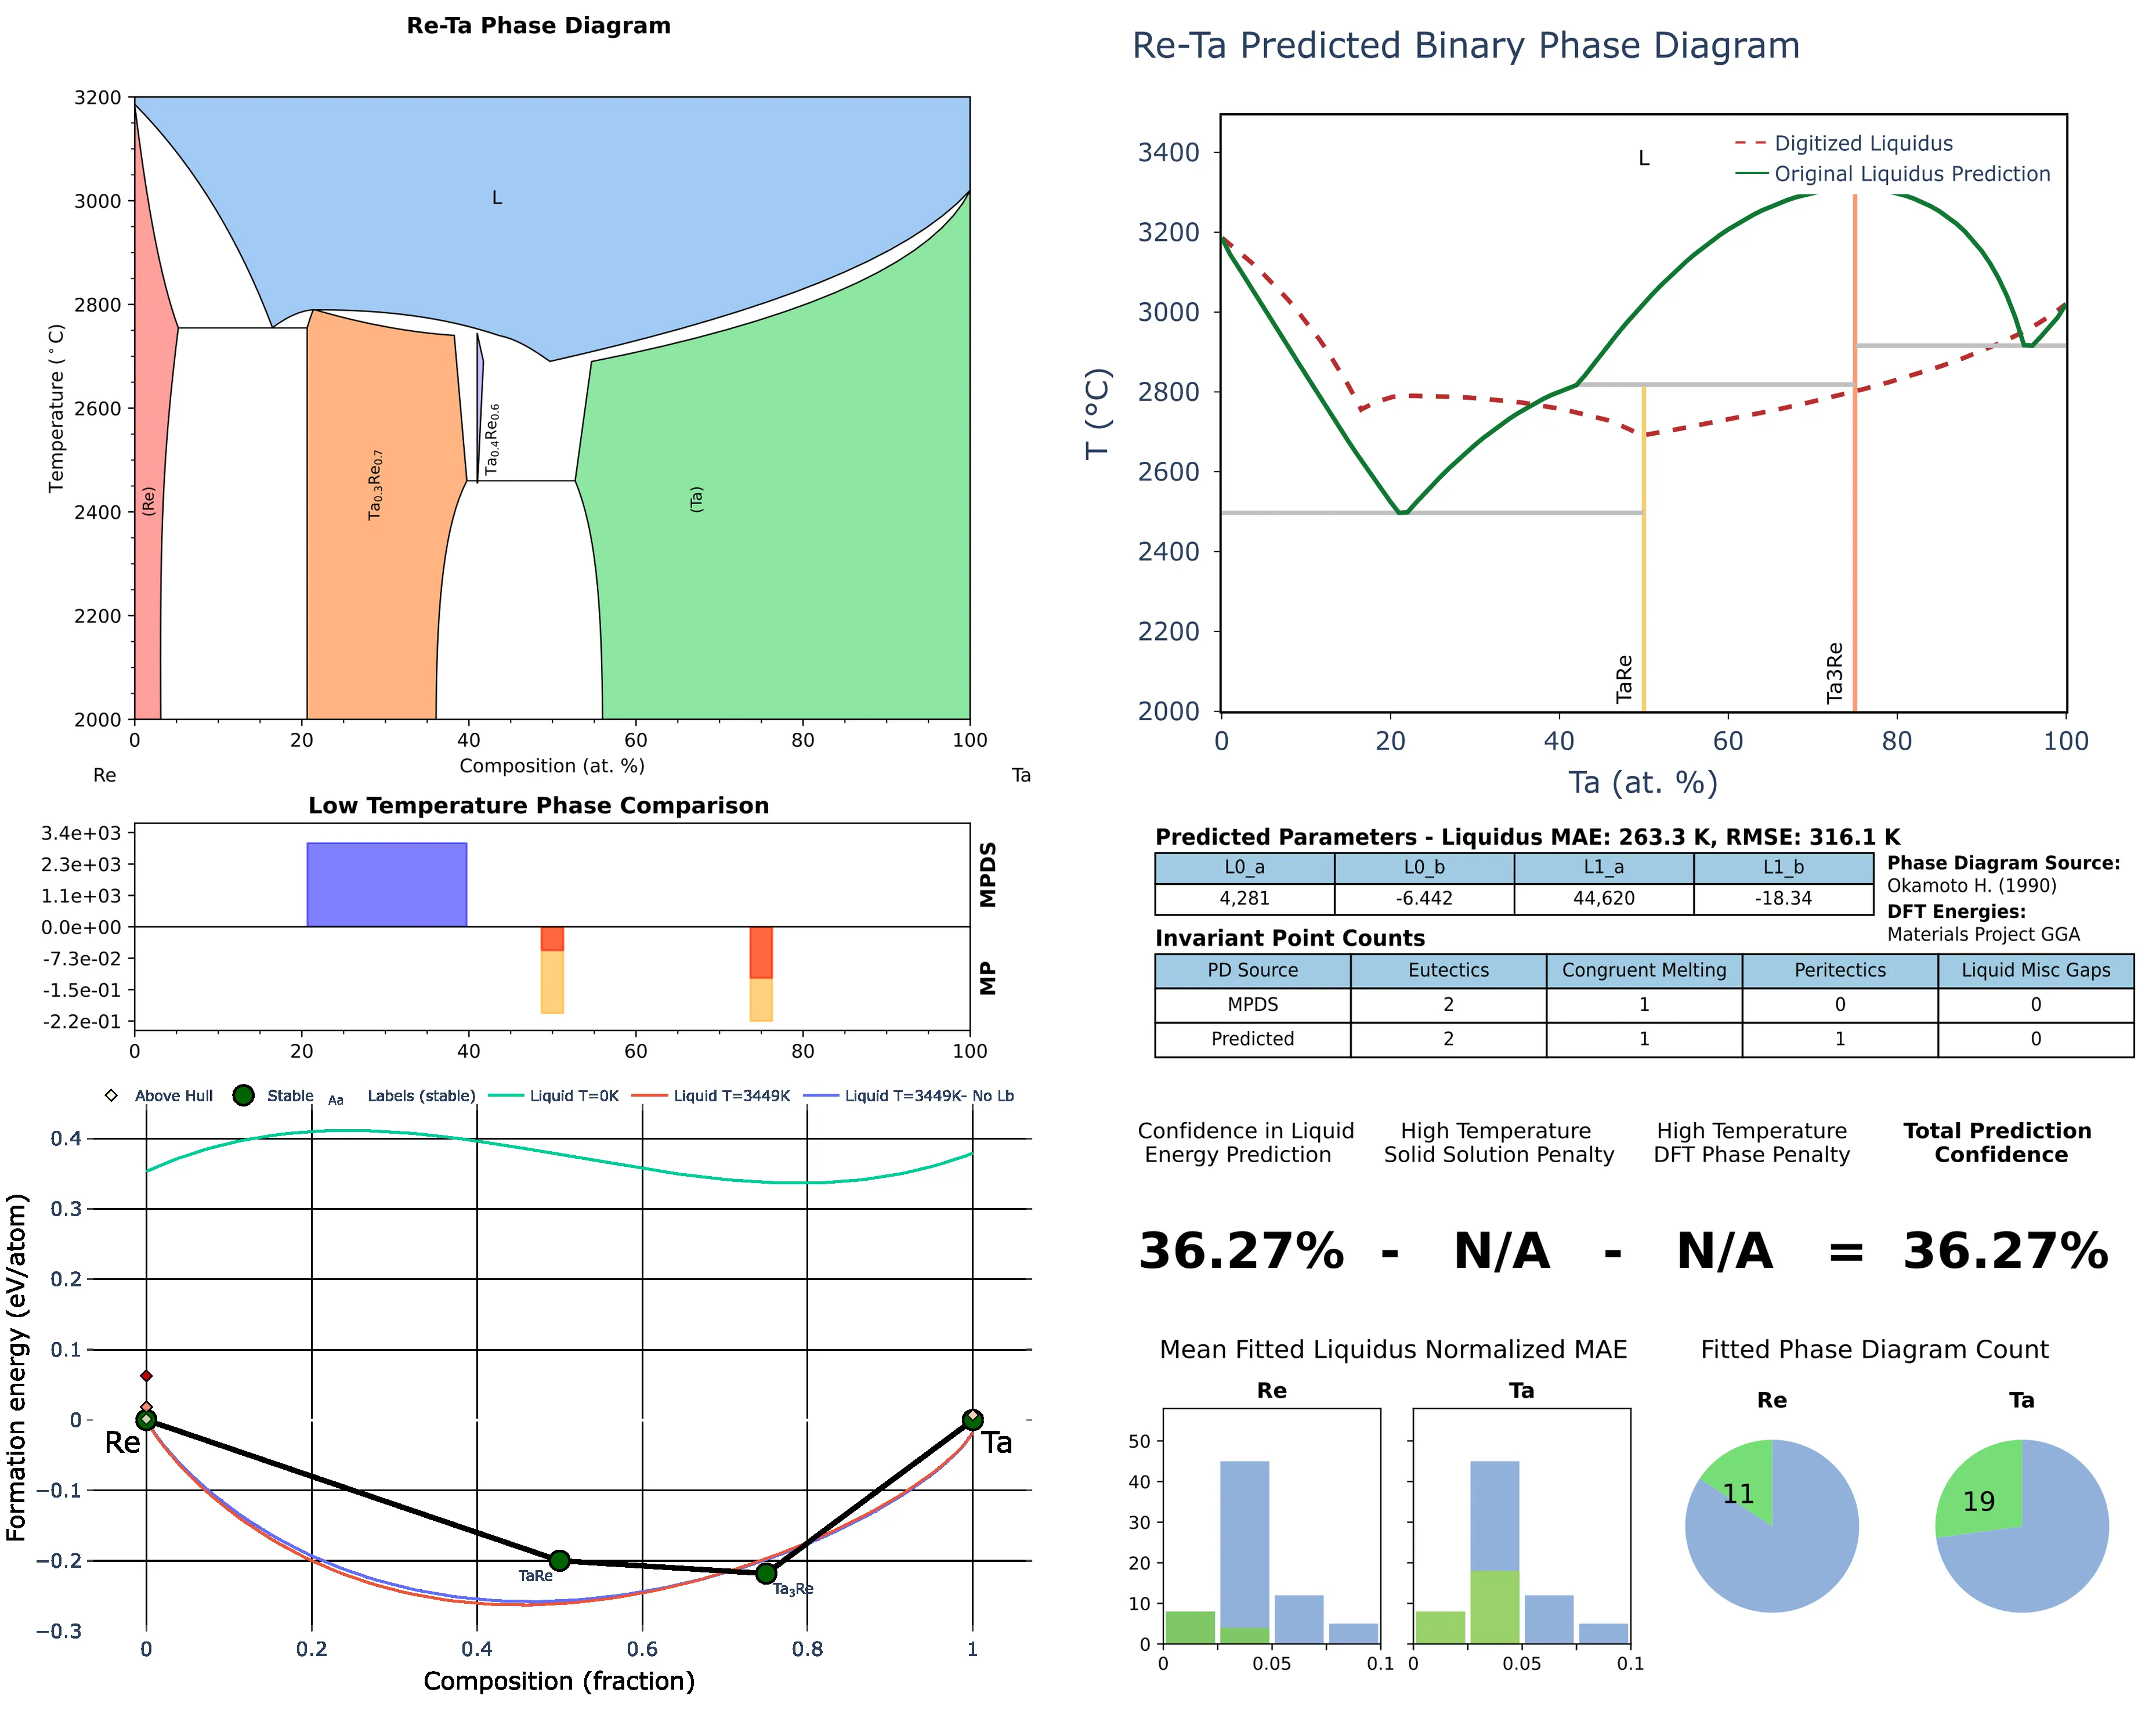 Re-Ta Phase Diagram
3200
3000
2800
2600
2400
2200
2000
Temperature (°C)
L
(Re)
Ta0.3Re0.7
Ta0.4Re0.6
(Ta)
0 20 40 60 80 100
Re Composition (at. %) Ta
Low Temperature Phase Comparison
3.4e+03
2.3e+03
1.1e+03
0.0e+00
-7.3e-02
-1.5e-01
-2.2e-01
MPDS
MP
0 20 40 60 80 100
Above Hull Stable Aa Labels (stable) Liquid T=0K Liquid T=3449K Liquid T=3449K- No Lb
0.4
0.3
0.2
0.1
0
−0.1
−0.2
−0.3
Formation energy (eV/atom)
Re
Ta
TaRe
Ta3Re
0 0.2 0.4 0.6 0.8 1
Composition (fraction)
Re-Ta Predicted Binary Phase Diagram
3400
3200
3000
2800
2600
2400
2200
2000
T (°C)
L
Digitized Liquidus
Original Liquidus Prediction
TaRe
Ta3Re
0 20 40 60 80 100
Ta (at. %)
Predicted Parameters - Liquidus MAE: 263.3 K, RMSE: 316.1 K
L0_a L0_b L1_a L1_b
4,281 -6.442 44,620 -18.34
Phase Diagram Source:
Okamoto H. (1990)
DFT Energies:
Materials Project GGA
Invariant Point Counts
PD Source Eutectics Congruent Melting Peritectics Liquid Misc Gaps
MPDS 2 1 0 0
Predicted 2 1 1 0
Confidence in Liquid
Energy Prediction
High Temperature
Solid Solution Penalty
High Temperature
DFT Phase Penalty
Total Prediction
Confidence
36.27% - N/A - N/A = 36.27%
Mean Fitted Liquidus Normalized MAE
Re Ta
50
40
30
20
10
0
0 0.05 0.1 0 0.05 0.1
Fitted Phase Diagram Count
Re Ta
11 19